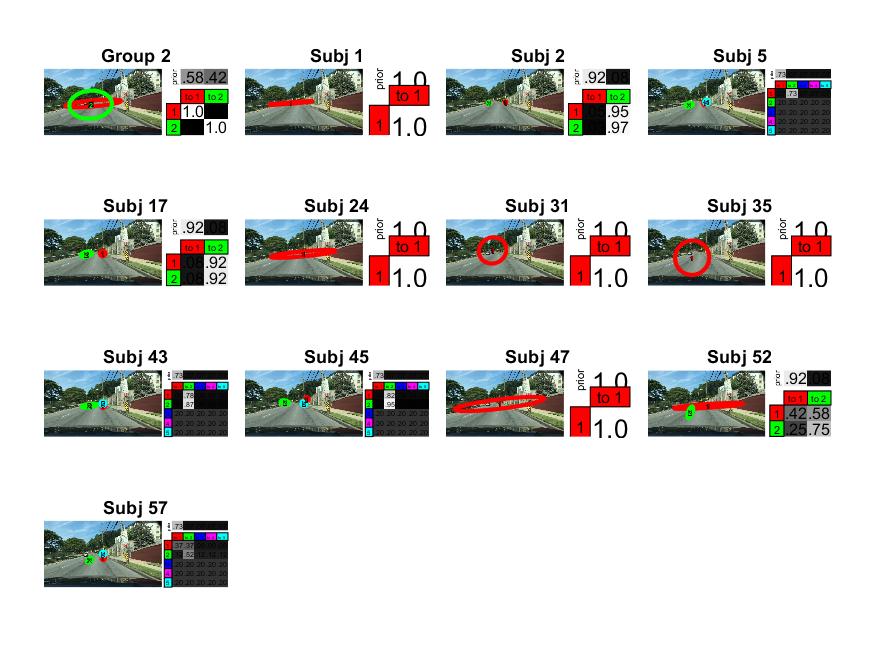 Group 2
prior .58 .42
to 1 to 2
1 1.0
2 1.0
Subj 1
prior 1.0
to 1
1 1.0
Subj 2
prior .92 .08
to 1 to 2
1 .95
2 .97
Subj 5
.73
.73
.20 .20 .20 .20 .20
.20 .20 .20 .20 .20
.20 .20 .20 .20 .20
Subj 17
prior .92 .08
to 1 to 2
1 .08 .92
2 .08 .92
Subj 24
prior 1.0
to 1
1 1.0
Subj 31
prior 1.0
to 1
1 1.0
Subj 35
prior 1.0
to 1
1 1.0
Subj 43
.73
.78
.87
.20 .20 .20 .20 .20
.20 .20 .20 .20 .20
.20 .20 .20 .20 .20
Subj 45
.73
.82
.95
.20 .20 .20 .20 .20
.20 .20 .20 .20 .20
.20 .20 .20 .20 .20
Subj 47
prior 1.0
to 1
1 1.0
Subj 52
prior .92 .08
to 1 to 2
1 .42 .58
2 .25 .75
Subj 57
.73
.37 .37
.52
.20 .20 .20 .20 .20
.20 .20 .20 .20 .20
.20 .20 .20 .20 .20